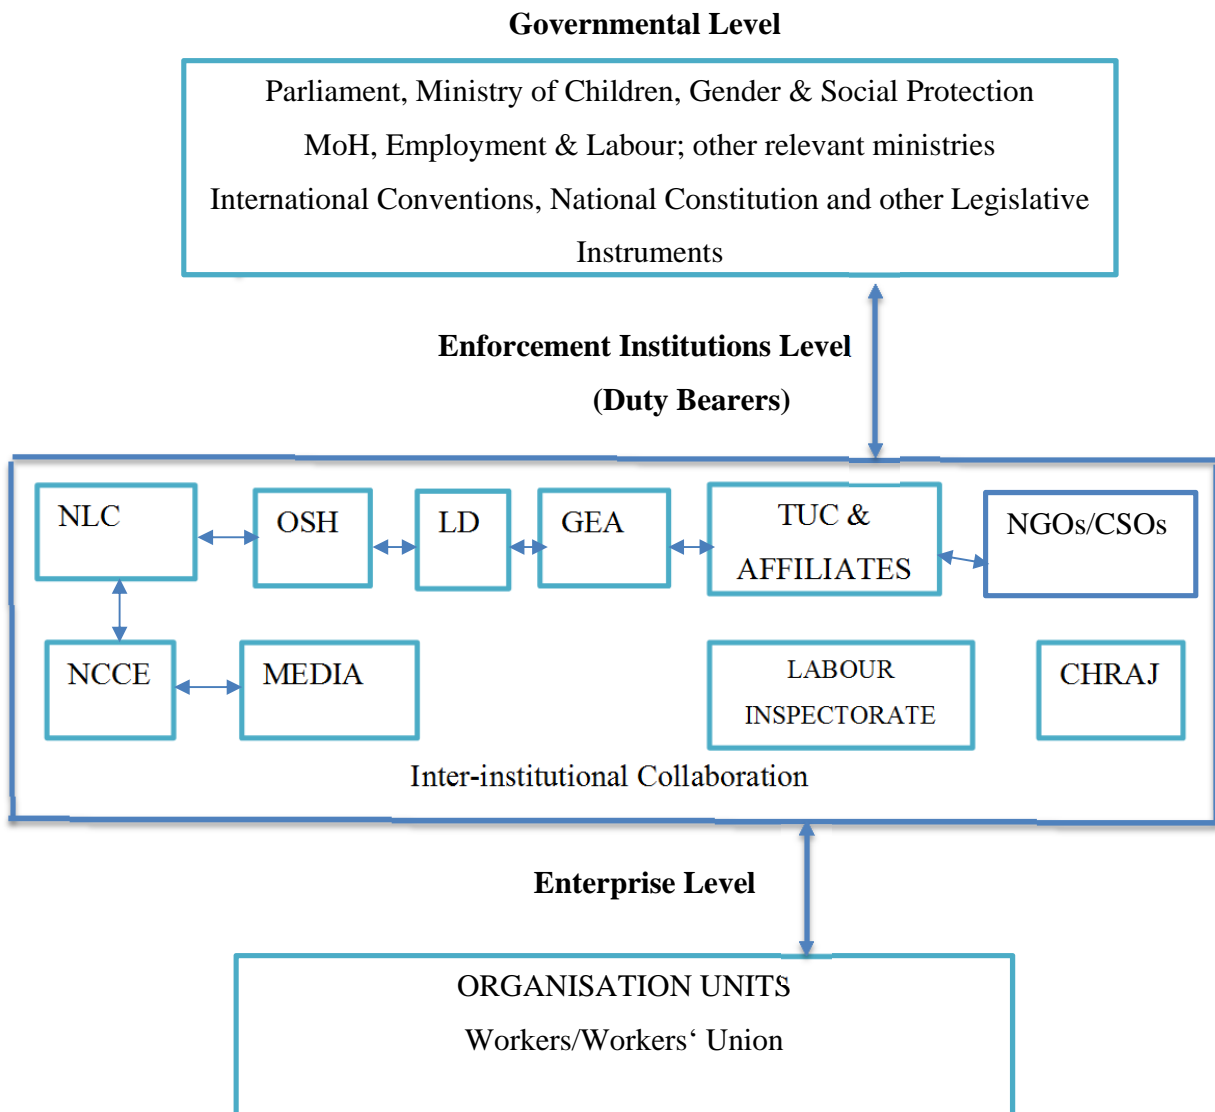 Governmental Level
Parliament, Ministry of Children, Gender & Social Protection
MoH, Employment & Labour; other relevant ministries
International Conventions, National Constitution and other Legislative
Instruments
Enforcement Institutions Level
(Duty Bearers)
NLC
OSH
LD
GEA
TUC &
AFFILIATES
NGOs/CSOs
NCCE
MEDIA
LABOUR
INSPECTORATE
CHRAJ
Inter-institutional Collaboration
Enterprise Level
ORGANISATION UNITS
Workers/Workers‘ Union